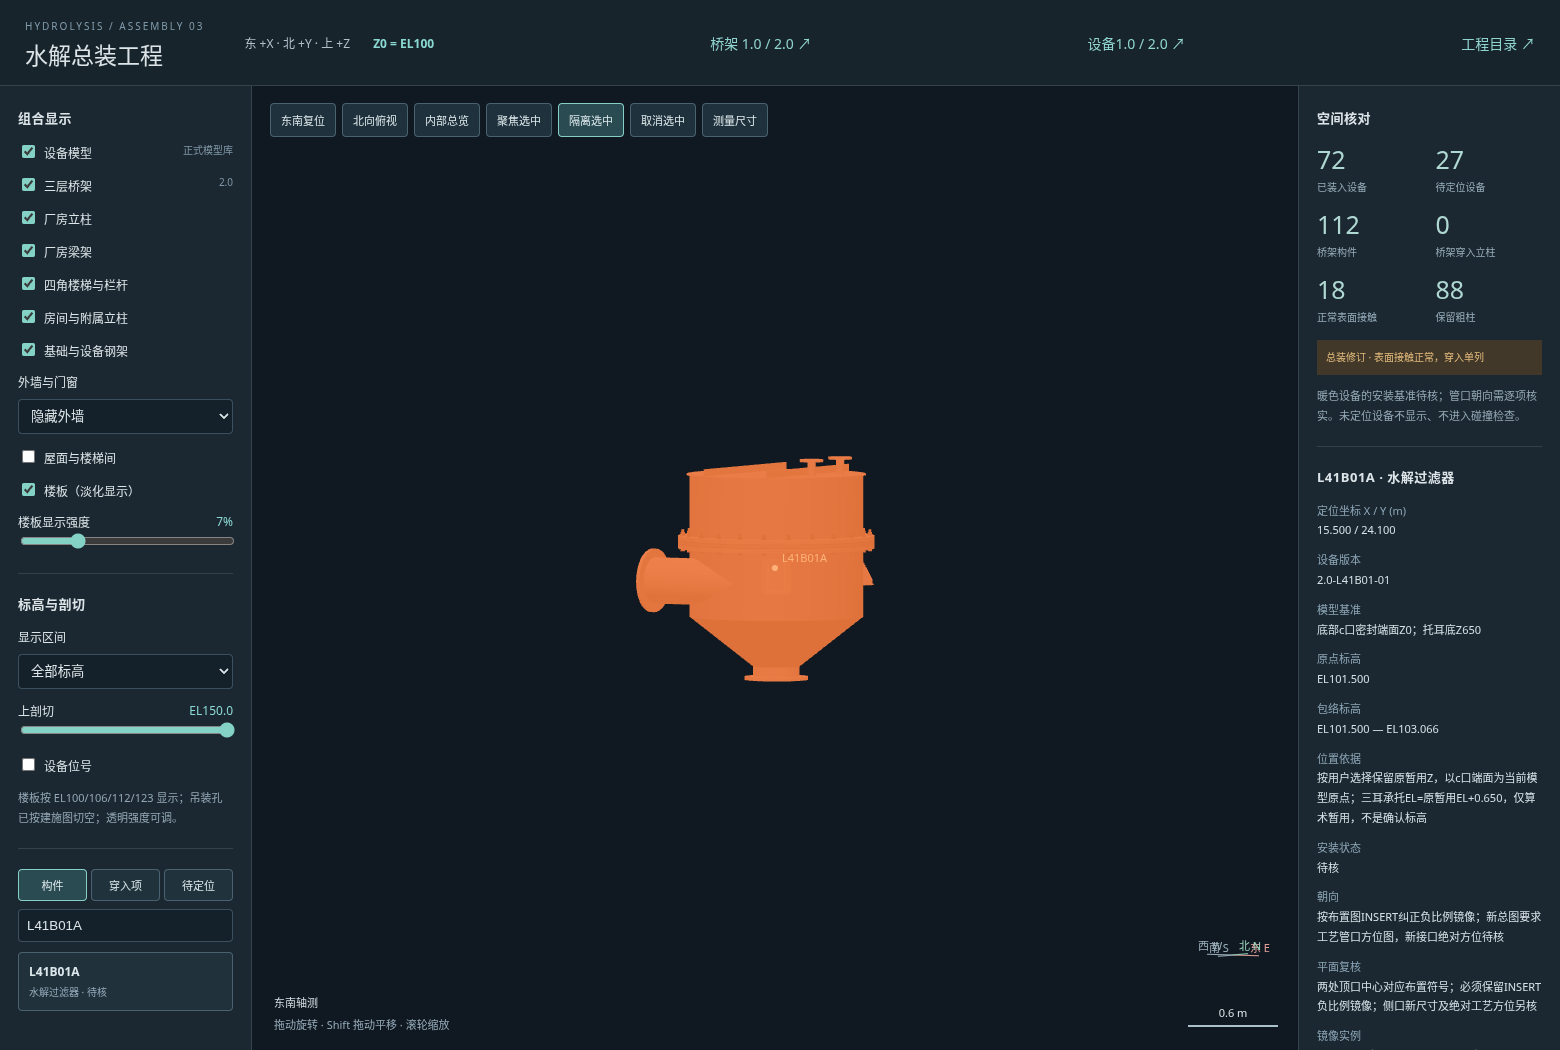 HYDROLYSIS / ASSEMBLY 03
水解总装工程
东 +X · 北 +Y · 上 +Z
Z0 = EL100
桥架 1.0 / 2.0 ↗
设备1.0 / 2.0 ↗
工程目录 ↗
组合显示
设备模型
正式模型库
三层桥架
2.0
厂房立柱
厂房梁架
四角楼梯与栏杆
房间与附属立柱
基础与设备钢架
外墙与门窗
隐藏外墙
屋面与楼梯间
楼板（淡化显示）
楼板显示强度
7%
标高与剖切
显示区间
全部标高
上剖切
EL150.0
设备位号
楼板按 EL100/106/112/123 显示；吊装孔
已按建施图切空；透明强度可调。
构件
穿入项
待定位
L41B01A
L41B01A
水解过滤器 · 待核
东南复位
北向俯视
内部总览
聚焦选中
隔离选中
取消选中
测量尺寸
L41B01A
东南轴测
拖动旋转 · Shift 拖动平移 · 滚轮缩放
0.6 m
空间核对
72
已装入设备
27
待定位设备
112
桥架构件
0
桥架穿入立柱
18
正常表面接触
88
保留粗柱
总装修订 · 表面接触正常，穿入单列
暖色设备的安装基准待核；管口朝向需逐项核
实。未定位设备不显示、不进入碰撞检查。
L41B01A · 水解过滤器
定位坐标 X / Y (m)
15.500 / 24.100
设备版本
2.0-L41B01-01
模型基准
底部c口密封端面Z0；托耳底Z650
原点标高
EL101.500
包络标高
EL101.500 — EL103.066
位置依据
按用户选择保留原暂用Z，以c口端面为当前模
型原点；三耳承托EL=原暂用EL+0.650，仅算
术暂用，不是确认标高
安装状态
待核
朝向
按布置图INSERT纠正负比例镜像；新总图要求
工艺管口方位图，新接口绝对方位待核
平面复核
两处顶口中心对应布置符号；必须保留INSERT
负比例镜像；侧口新尺寸及绝对工艺方位另核
镜像实例